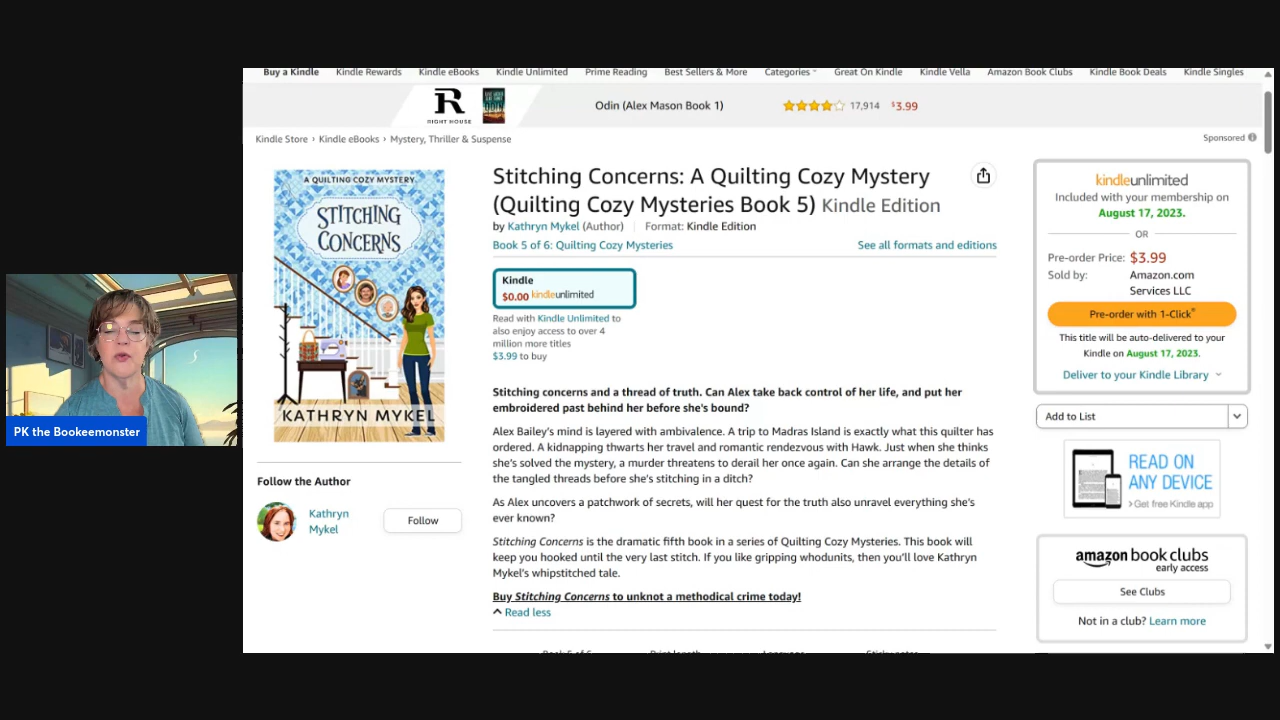 Buy a Kindle Kindle Rewards Kindle eBooks Kindle Unlimited Prime Reading Best Sellers & More Categories Great On Kindle Kindle Vella Amazon Book Clubs Kindle Book Deals Kindle Singles
R
RIGHT HOUSE
Odin (Alex Mason Book 1) 17,914 $3.99
Kindle Store › Kindle eBooks › Mystery, Thriller & Suspense
Sponsored
A QUILTING COZY MYSTERY
STITCHING
CONCERNS
KATHRYN MYKEL
Follow the Author
Kathryn
Mykel
Follow
PK the Bookeemonster
Stitching Concerns: A Quilting Cozy Mystery
(Quilting Cozy Mysteries Book 5) Kindle Edition
by Kathryn Mykel (Author) Format: Kindle Edition
Book 5 of 6: Quilting Cozy Mysteries See all formats and editions
Kindle
$0.00 kindleunlimited
Read with Kindle Unlimited to
also enjoy access to over 4
million more titles
$3.99 to buy
Stitching concerns and a thread of truth. Can Alex take back control of her life, and put her
embroidered past behind her before she's bound?
Alex Bailey's mind is layered with ambivalence. A trip to Madras Island is exactly what this quilter has
ordered. A kidnapping thwarts her travel and romantic rendezvous with Hawk. Just when she thinks
she's solved the mystery, a murder threatens to derail her once again. Can she arrange the details of
the tangled threads before she's stitching in a ditch?
As Alex uncovers a patchwork of secrets, will her quest for the truth also unravel everything she's
ever known?
Stitching Concerns is the dramatic fifth book in a series of Quilting Cozy Mysteries. This book will
keep you hooked until the very last stitch. If you like gripping whodunits, then you'll love Kathryn
Mykel's whipstitched tale.
Buy Stitching Concerns to unknot a methodical crime today!
Read less
Book 5 of 6 Print length Language
kindleunlimited
Included with your membership on
August 17, 2023.
OR
Pre-order Price: $3.99
Sold by: Amazon.com
Services LLC
Pre-order with 1-Click®
This title will be auto-delivered to your
Kindle on August 17, 2023.
Deliver to your Kindle Library
Add to List
READ ON
ANY DEVICE
› Get free Kindle app
amazon book clubs
early access
See Clubs
Not in a club? Learn more